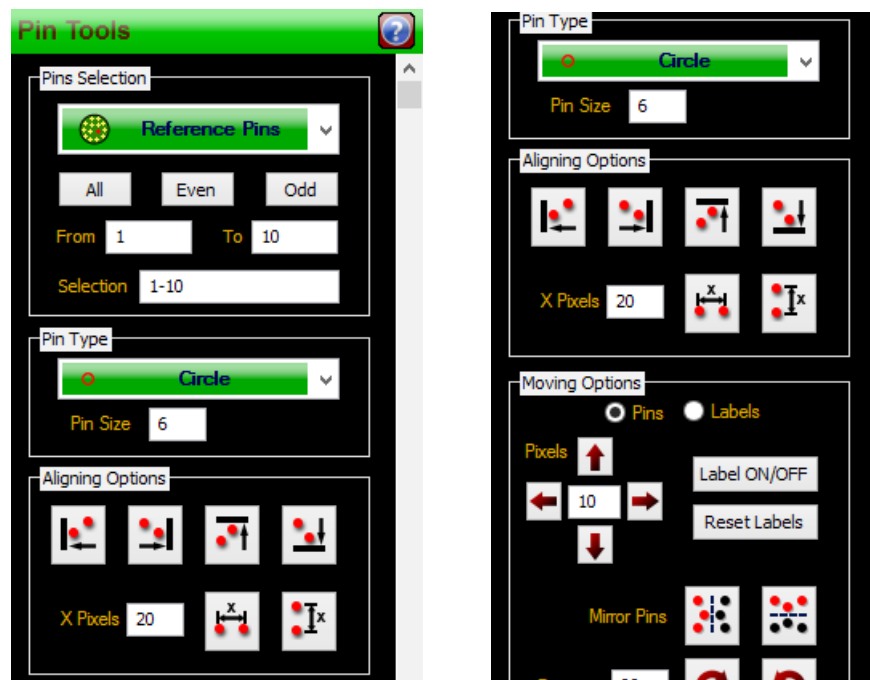 Pin Tools
?
Pins Selection
Reference Pins
All Even Odd
From 1 To 10
Selection 1-10
Pin Type
Circle
Pin Size 6
Aligning Options
X Pixels 20 X X
Pin Type
Circle
Pin Size 6
Aligning Options
X Pixels 20 X X
Moving Options
Pins Labels
Pixels
10
Label ON/OFF
Reset Labels
Mirror Pins